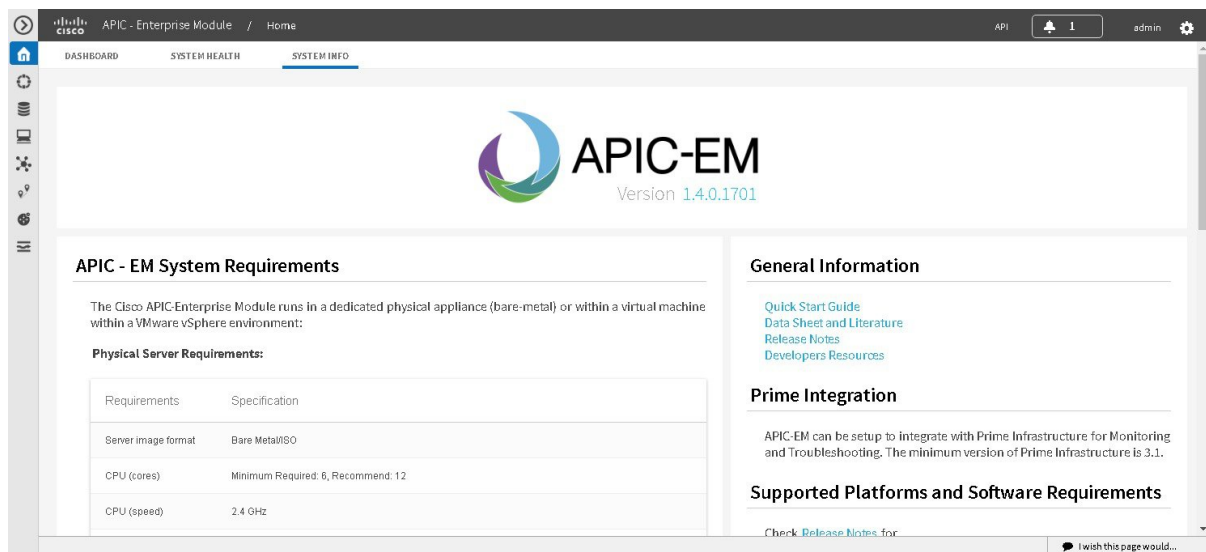 CISCO APIC - Enterprise Module / Home API 1 admin
DASHBOARD SYSTEM HEALTH SYSTEM INFO
APIC-EM
Version 1.4.0.1701
APIC - EM System Requirements
The Cisco APIC-Enterprise Module runs in a dedicated physical appliance (bare-metal) or within a virtual machine
within a VMware vSphere environment:
Physical Server Requirements:
Requirements Specification
Server image format Bare Metal/ISO
CPU (cores) Minimum Required: 6, Recommend: 12
CPU (speed) 2.4 GHz
General Information
Quick Start Guide
Data Sheet and Literature
Release Notes
Developers Resources
Prime Integration
APIC-EM can be setup to integrate with Prime Infrastructure for Monitoring
and Troubleshooting. The minimum version of Prime Infrastructure is 3.1.
Supported Platforms and Software Requirements
Check Release Notes for
I wish this page would...